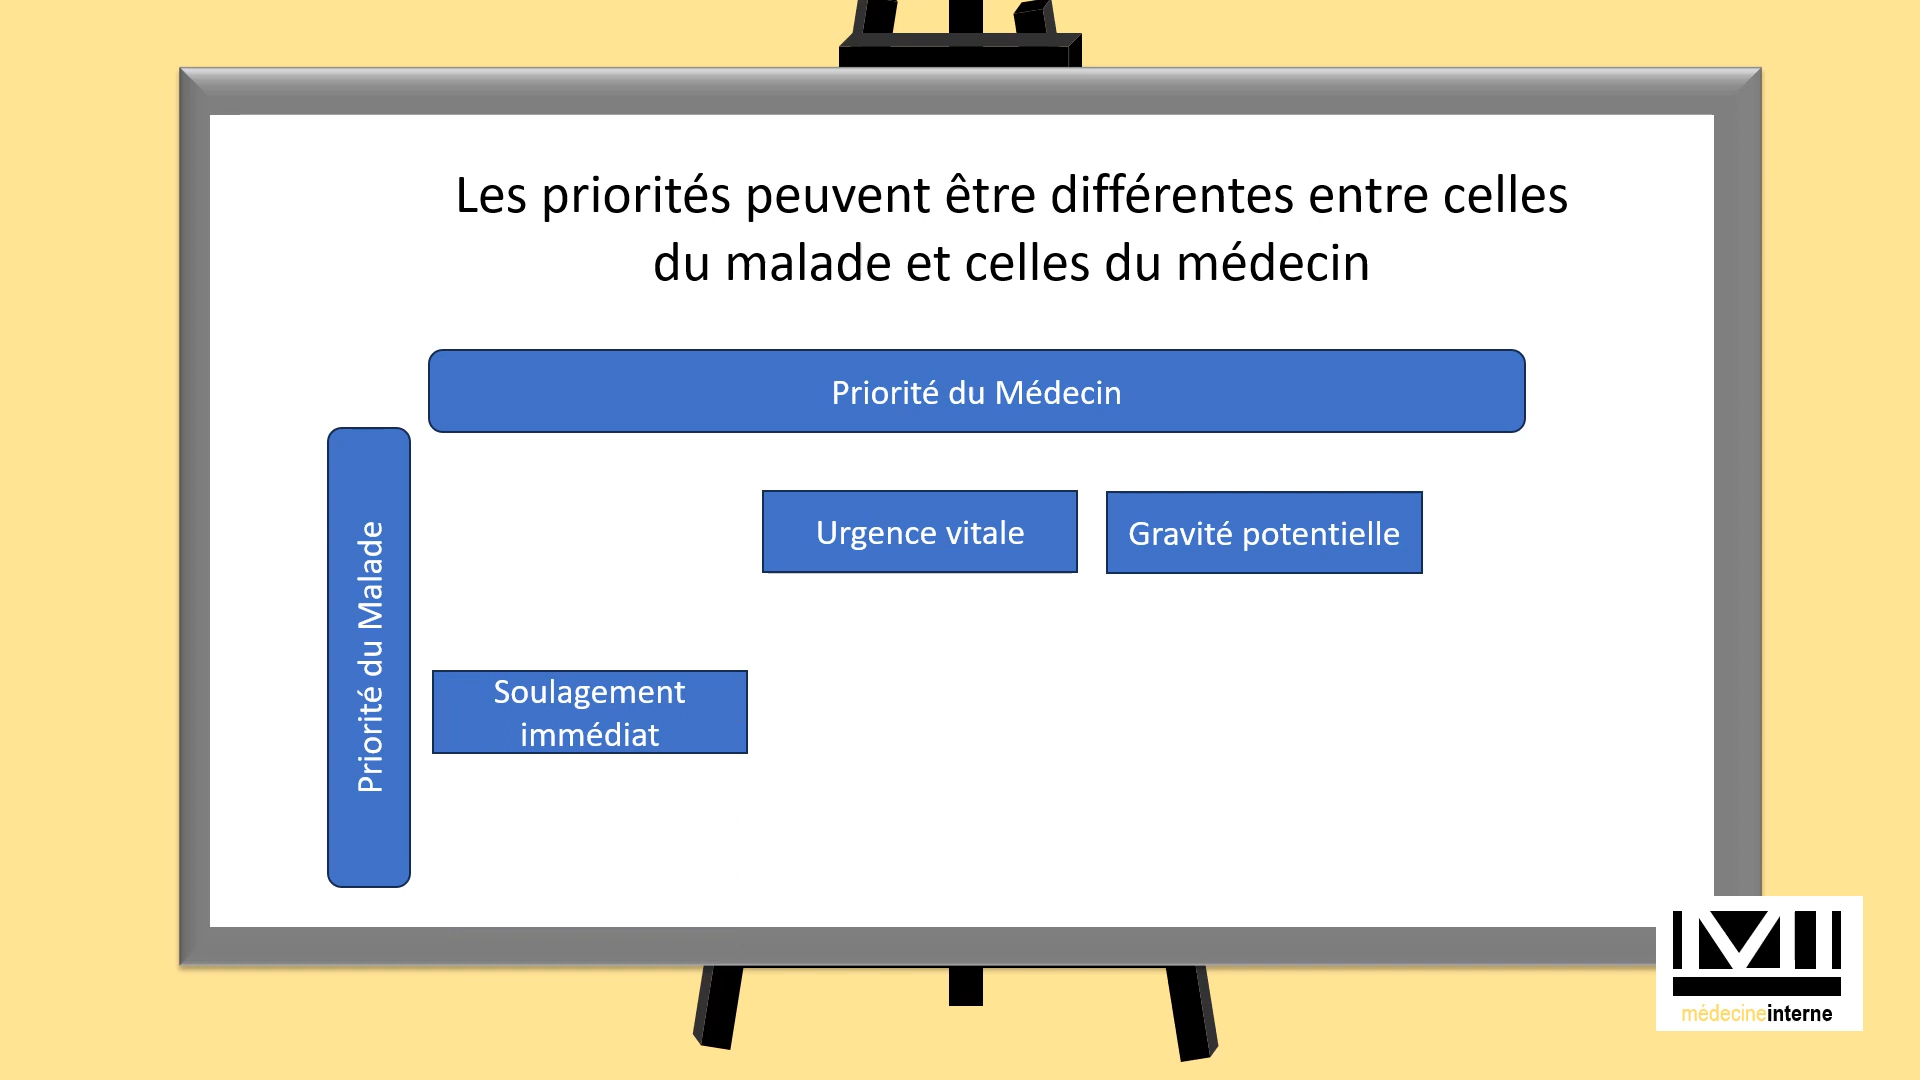 Les priorités peuvent être différentes entre celles
du malade et celles du médecin
Priorité du Médecin
Priorité du Malade
Urgence vitale
Gravité potentielle
Soulagement
immédiat
MI
médecineinterne